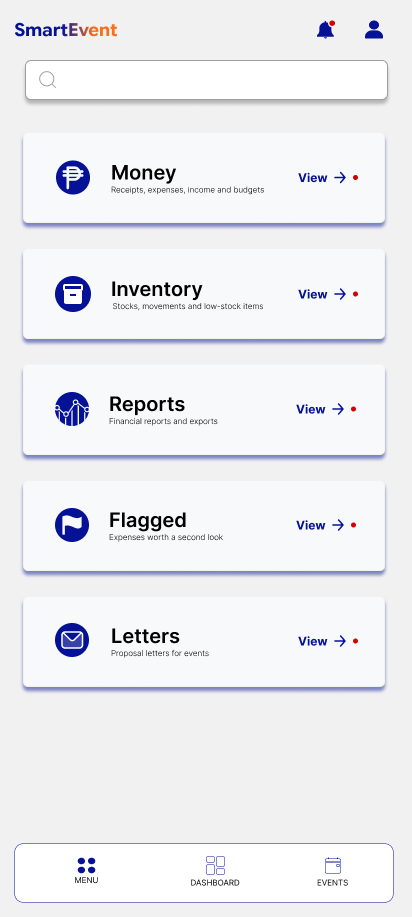 SmartEvent
Money
Receipts, expenses, income and budgets
View
Inventory
Stocks, movements and low-stock items
View
Reports
Financial reports and exports
View
Flagged
Expenses worth a second look
View
Letters
Proposal letters for events
View
MENU
DASHBOARD
EVENTS